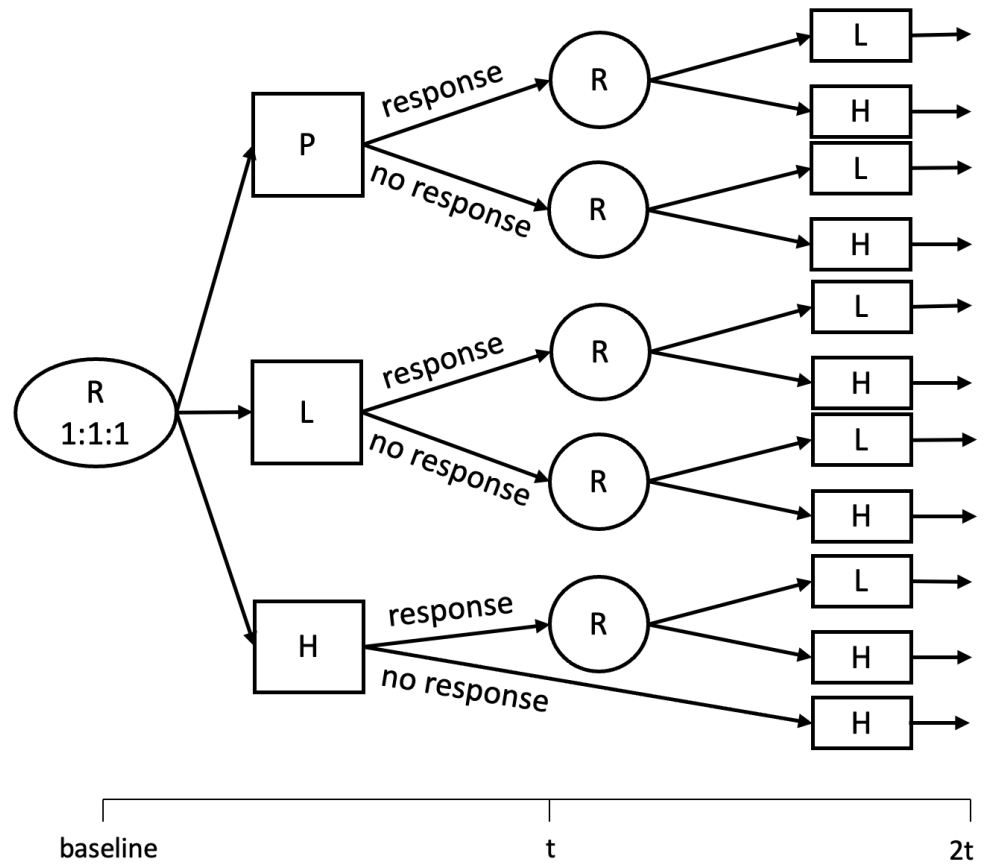 L
response
R
H
P
L
no response
R
H
L
response
R
H
R
1:1:1
L
L
no response
R
H
L
response
R
H
H
no response
H
baseline
t
2t